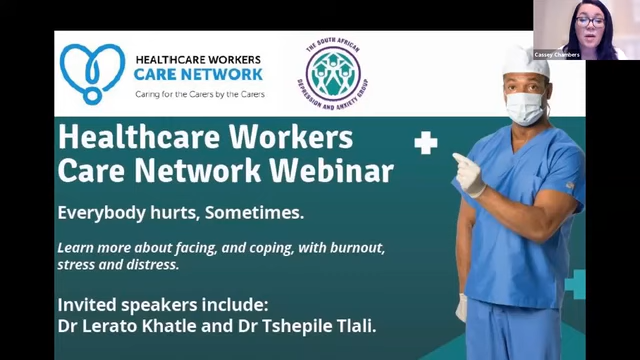 Cassey Chambers
HEALTHCARE WORKERS
CARE NETWORK
Caring for the Carers by the Carers
THE SOUTH AFRICAN
DEPRESSION AND ANXIETY GROUP
Healthcare Workers
Care Network Webinar
Everybody hurts, Sometimes.
Learn more about facing, and coping, with burnout,
stress and distress.
Invited speakers include:
Dr Lerato Khatle and Dr Tshepile Tlali.